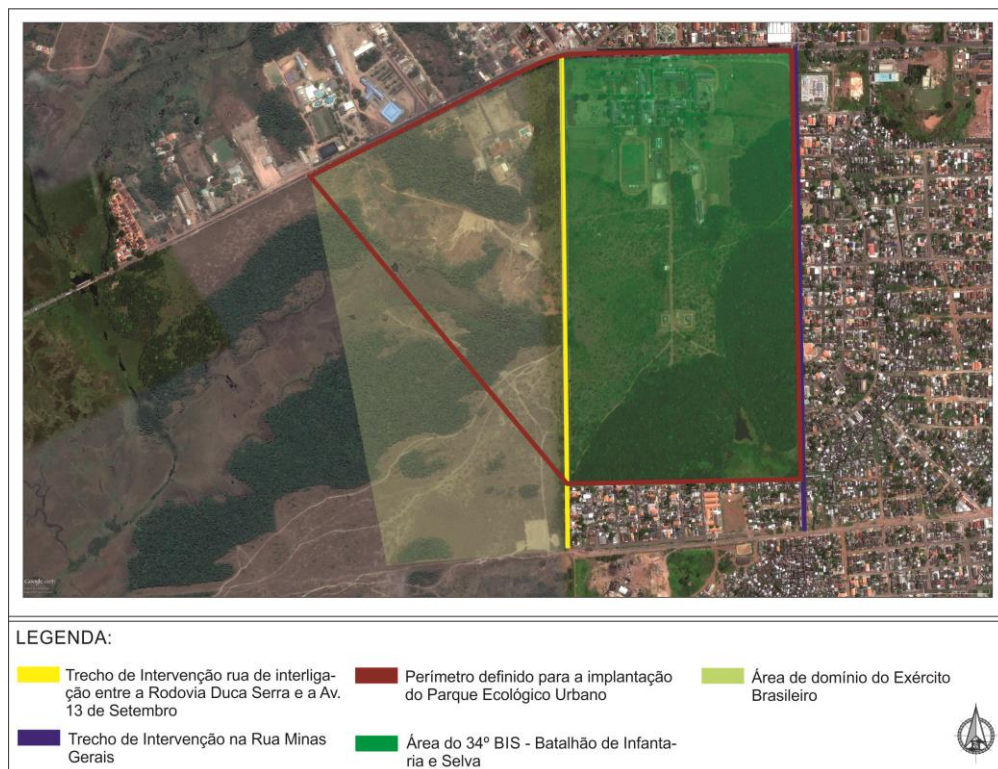 Google earth
LEGENDA:
Trecho de Intervenção rua de interliga-
ção entre a Rodovia Duca Serra e a Av.
13 de Setembro
Trecho de Intervenção na Rua Minas
Gerais
Perímetro definido para a implantação
do Parque Ecológico Urbano
Área do 34º BIS - Batalhão de Infanta-
ria e Selva
Área de domínio do Exército
Brasileiro